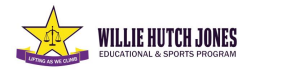 LIFTING AS WE CLIMB
WILLIE HUTCH JONES
EDUCATIONAL & SPORTS PROGRAM